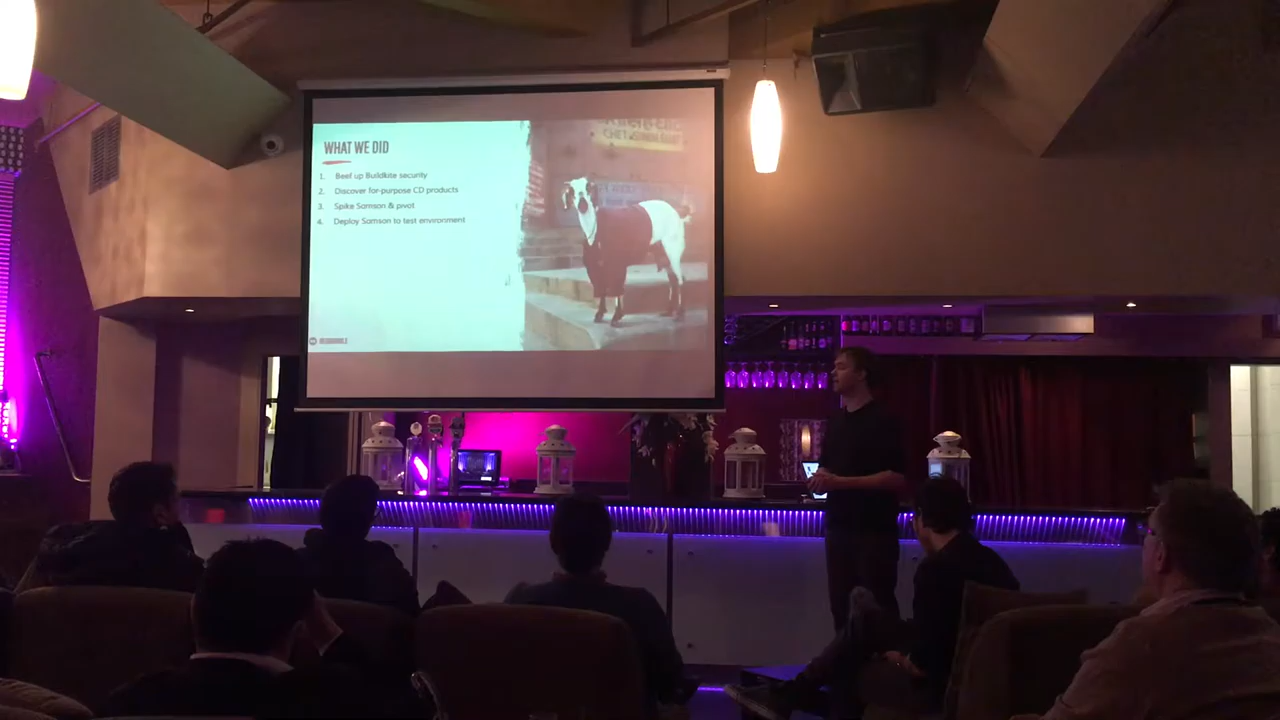 WHAT WE DID
1. Beef up Buildkite security
2. Discover for-purpose CD products
3. Spike Samson & pivot
4. Deploy Samson to test environment